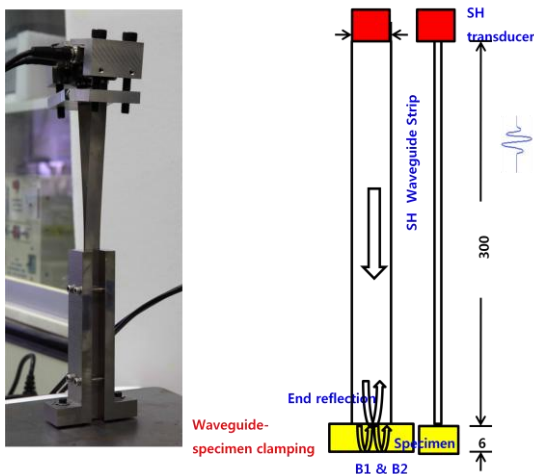 SH
transducer
SH Waveguide Strip
300
End reflection
Waveguide-
specimen clamping
Specimen
6
B1 & B2